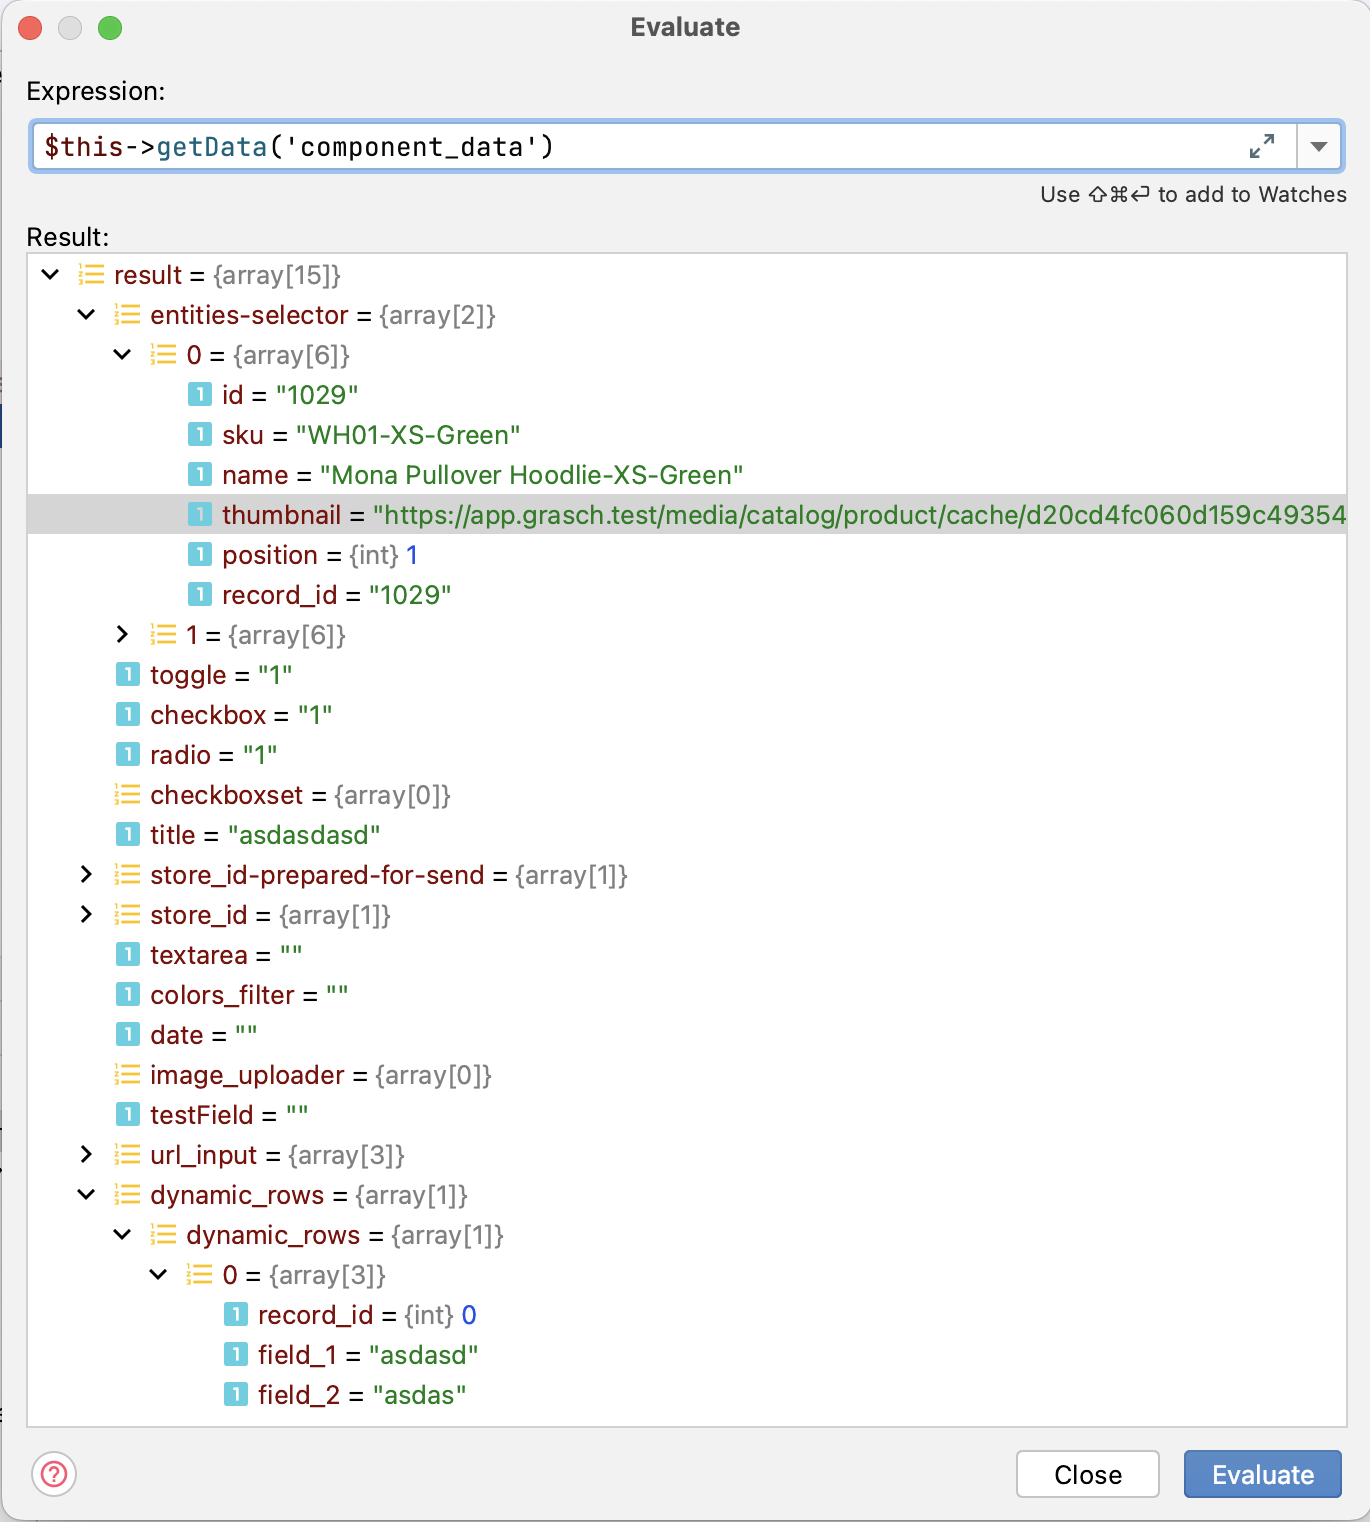 Evaluate
Expression:
$this->getData('component_data')
Use ⇧⌘⏎ to add to Watches
Result:
result = {array[15]}
entities-selector = {array[2]}
0 = {array[6]}
id = "1029"
sku = "WH01-XS-Green"
name = "Mona Pullover Hoodlie-XS-Green"
thumbnail = "https://app.grasch.test/media/catalog/product/cache/d20cd4fc060d159c49354
position = {int} 1
record_id = "1029"
1 = {array[6]}
toggle = "1"
checkbox = "1"
radio = "1"
checkboxset = {array[0]}
title = "asdasdasd"
store_id-prepared-for-send = {array[1]}
store_id = {array[1]}
textarea = ""
colors_filter = ""
date = ""
image_uploader = {array[0]}
testField = ""
url_input = {array[3]}
dynamic_rows = {array[1]}
dynamic_rows = {array[1]}
0 = {array[3]}
record_id = {int} 0
field_1 = "asdasd"
field_2 = "asdas"
Close
Evaluate